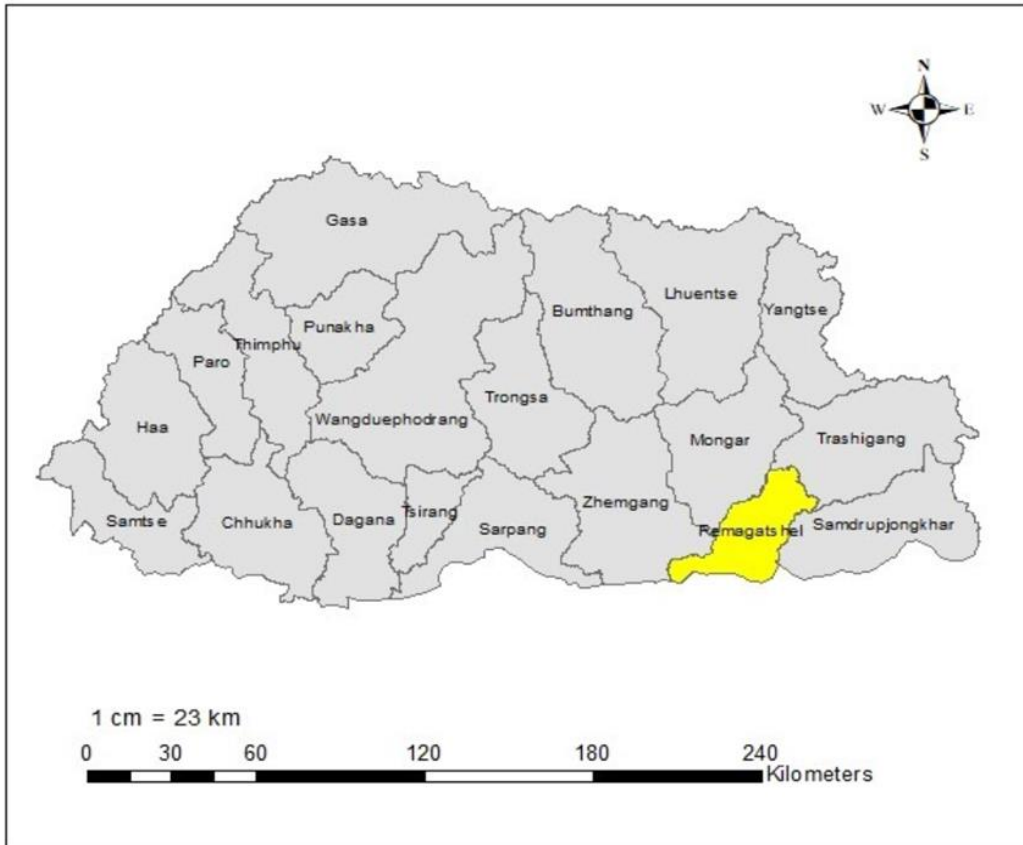 N
W E
S
Gasa
Lhuentse
Bumthang
Yangtse
Punakha
Thimphu
Paro
Trongsa
Wangduephodrang
Haa
Mongar
Trashigang
Zhemgang
Tsirang
Samtse
Chhukha
Dagana
Sarpang
Remagatshel
Samdrupjongkhar
1 cm = 23 km
0 30 60 120 180 240
Kilometers